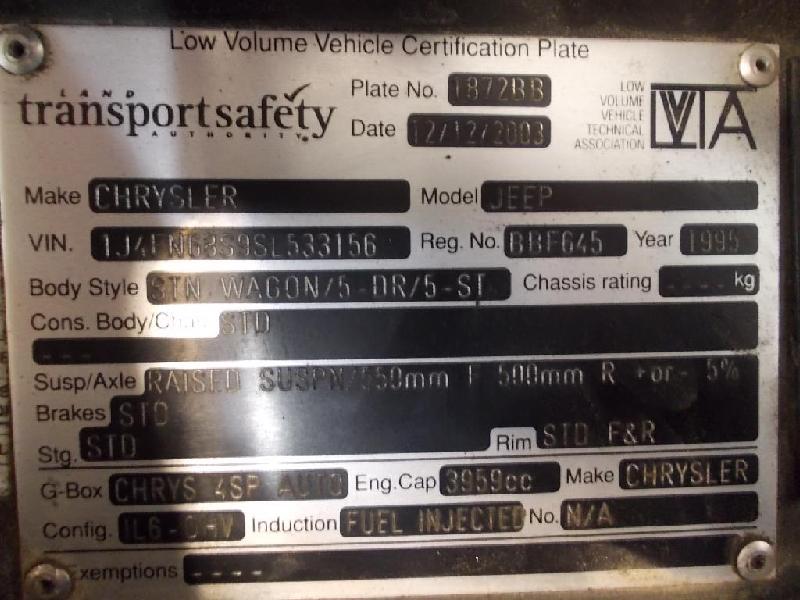 Low Volume Vehicle Certification Plate
LAND
transportsafety
AUTHORITY
Plate No. 1872BB
Date 12/12/2003
LOW
VOLUME
VEHICLE
TECHNICAL
ASSOCIATION
LVVTA
Make CHRYSLER Model JEEP
VIN. 1J4FN68S9SL533156 Reg. No. BBF645 Year 1995
Body Style STN.WAGON/5-DR/5-ST Chassis rating ---- kg
Cons. Body/Chas STD
---
Susp/Axle RAISED SUSPN/550mm F 500mm R +or- 5%
Brakes STD
Stg. STD Rim STD F&R
G-Box CHRYS 4SP AUTO Eng.Cap 3959cc Make CHRYSLER
Config. IL6-OHV Induction FUEL INJECTED No. N/A
Exemptions ----